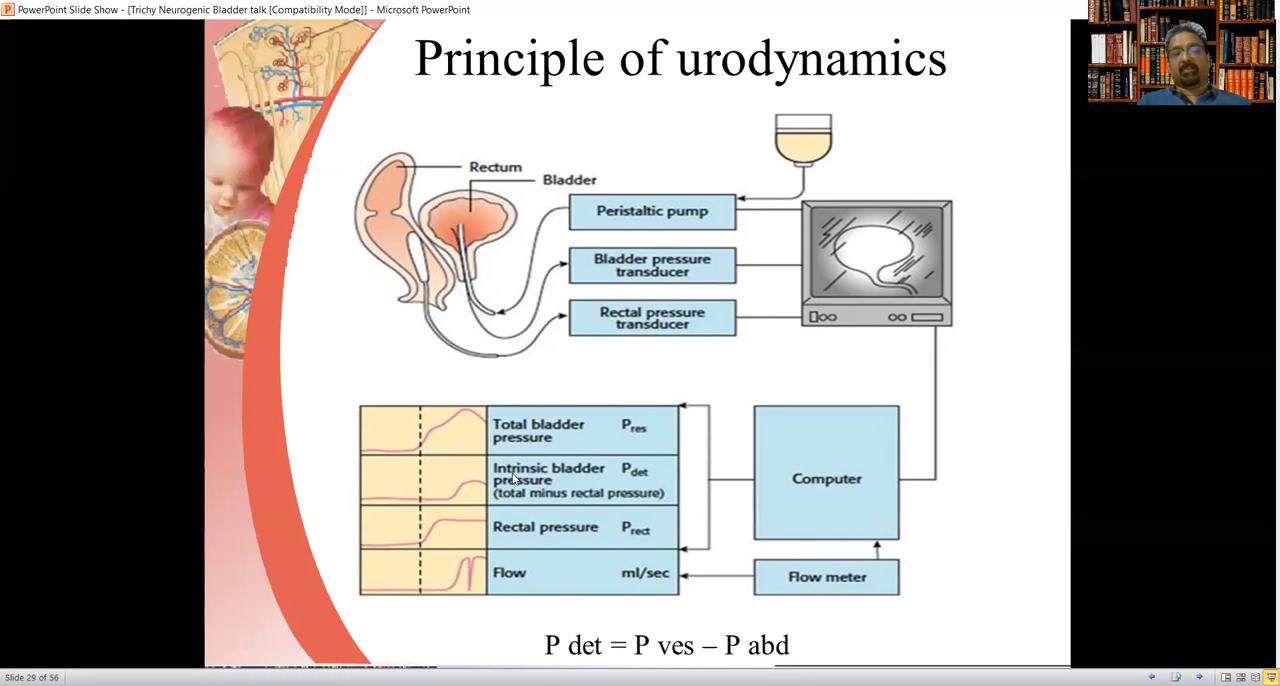 PowerPoint Slide Show - [Trichy Neurogenic Bladder talk [Compatibility Mode]] - Microsoft PowerPoint
Principle of urodynamics
Rectum
Bladder
Peristaltic pump
Bladder pressure
transducer
Rectal pressure
transducer
Total bladder Pres
pressure
Intrinsic bladder Pdet
pressure
(total minus rectal pressure)
Rectal pressure Prect
Flow ml/sec
Computer
Flow meter
P det = P ves – P abd
Slide 29 of 56